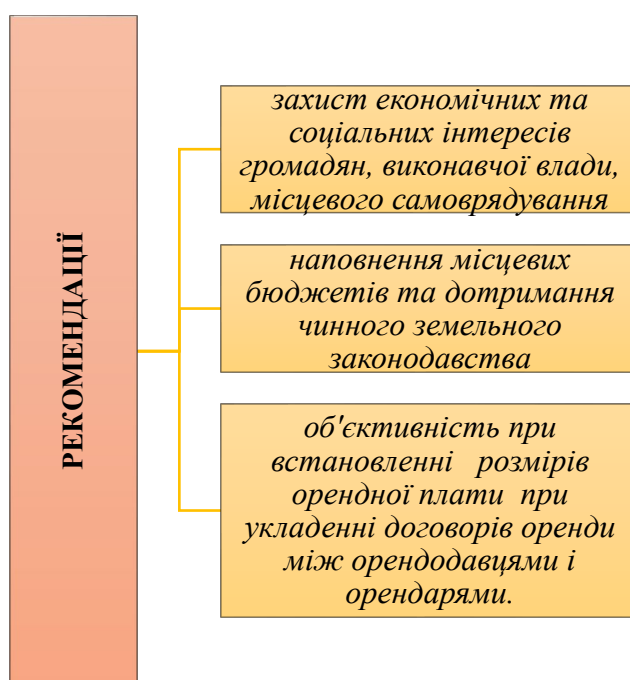 РЕКОМЕНДАЦІЇ
захист економічних та
соціальних інтересів
громадян, виконавчої влади,
місцевого самоврядування
наповнення місцевих
бюджетів та дотримання
чинного земельного
законодавства
об'єктивність при
встановленні розмірів
орендної плати при
укладенні договорів оренди
між орендодавцями і
орендарями.